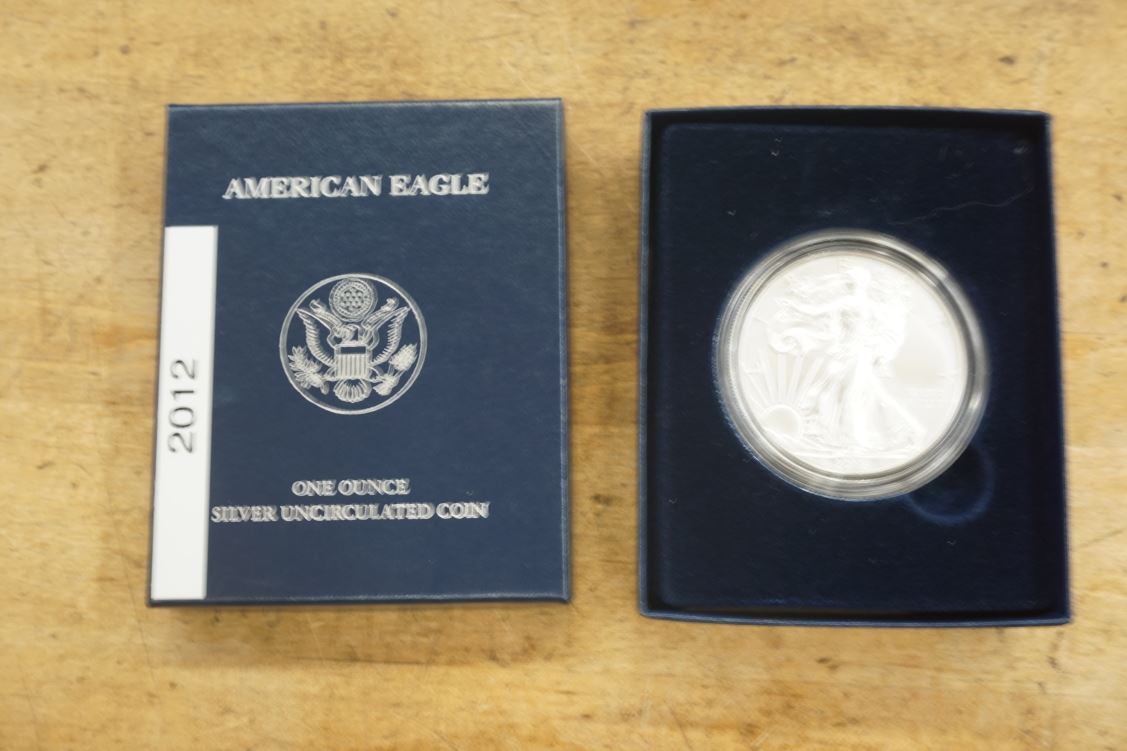 AMERICAN EAGLE
2012
ONE OUNCE
SILVER UNCIRCULATED COIN